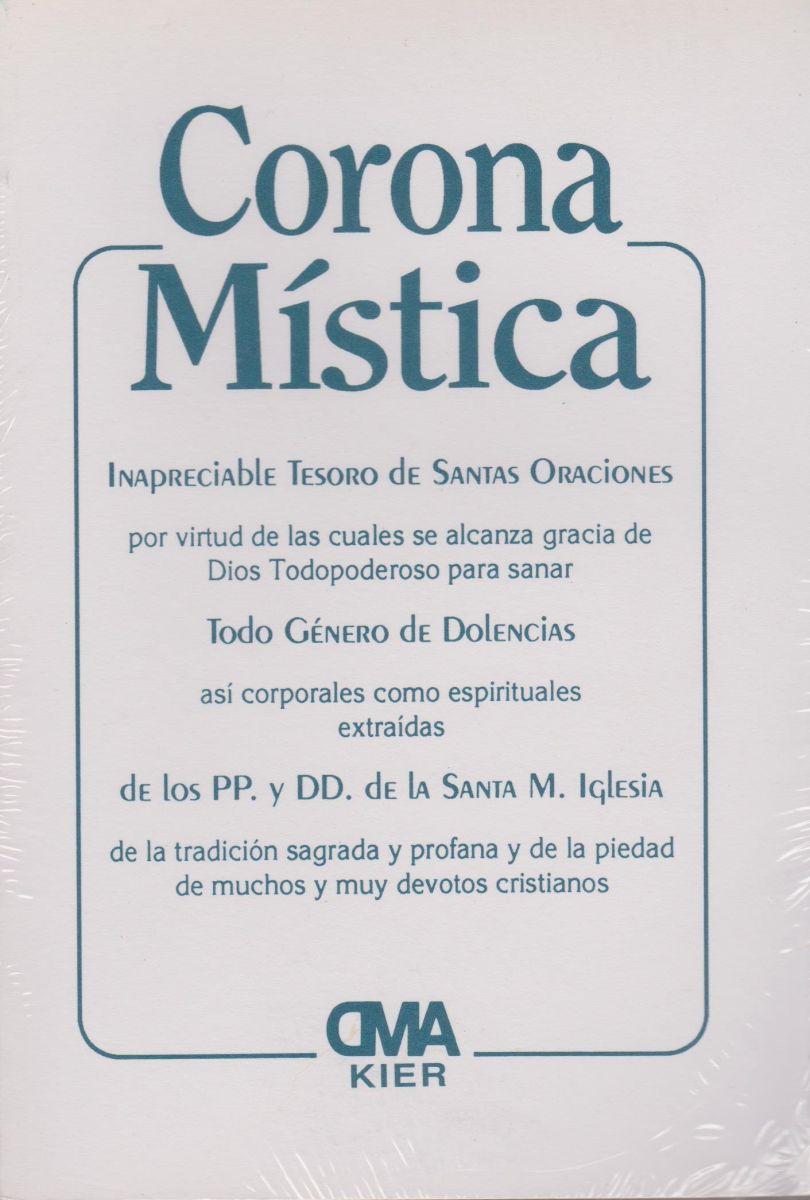 Corona
Mística
Inapreciable Tesoro de Santas Oraciones
por virtud de las cuales se alcanza gracia de
Dios Todopoderoso para sanar
Todo Género de Dolencias
así corporales como espirituales
extraídas
de los PP. y DD. de la Santa M. Iglesia
de la tradición sagrada y profana y de la piedad
de muchos y muy devotos cristianos
DMA
KIER